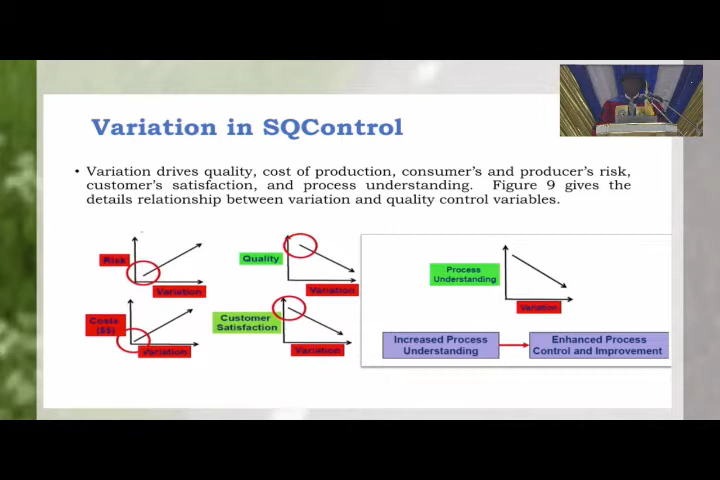 Variation in SQControl
• Variation drives quality, cost of production, consumer's and producer's risk,
customer's satisfaction, and process understanding. Figure 9 gives the
details relationship between variation and quality control variables.
Risk
Variation
Quality
Variation
Process
Understanding
Variation
Costs
($$)
Variation
Customer
Satisfaction
Variation
Increased Process
Understanding
Enhanced Process
Control and Improvement